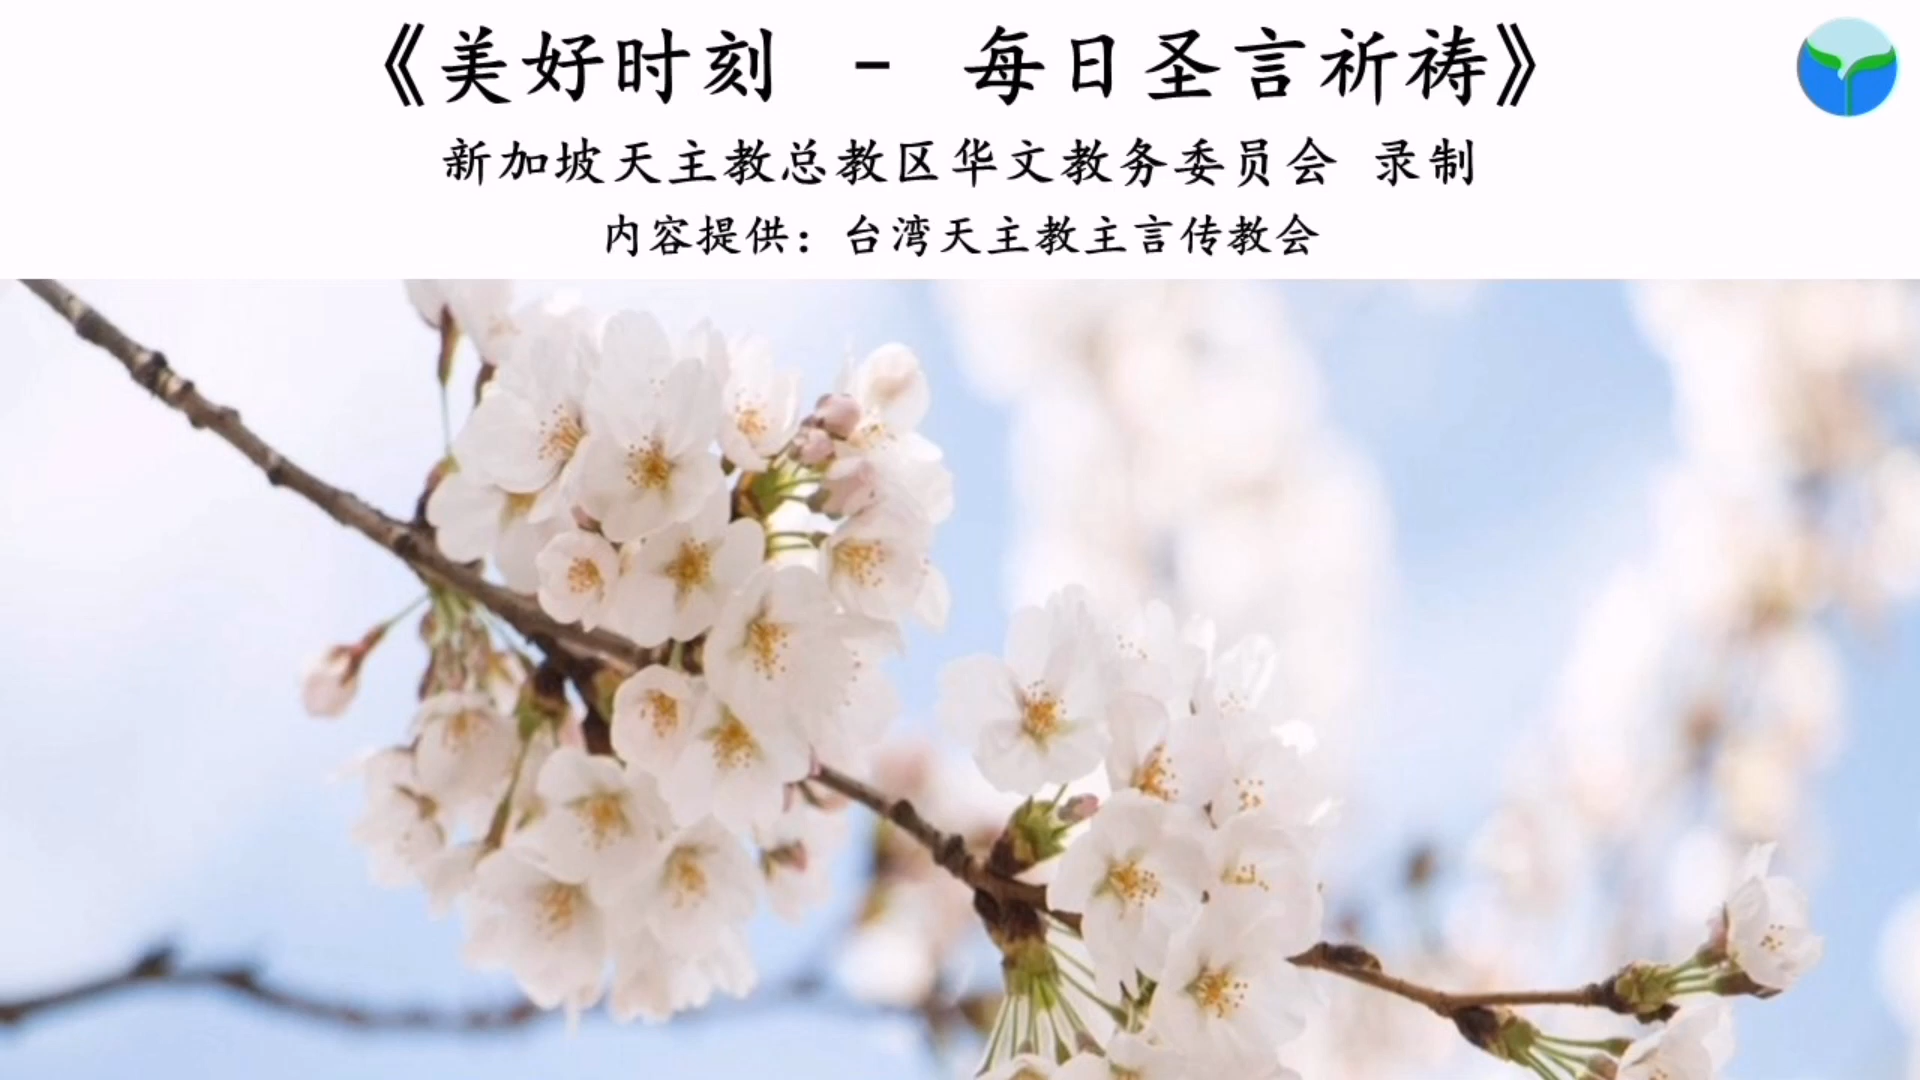 《美好时刻 - 每日圣言祈祷》
新加坡天主教总教区华文教务委员会 录制
内容提供：台湾天主教主言传教会